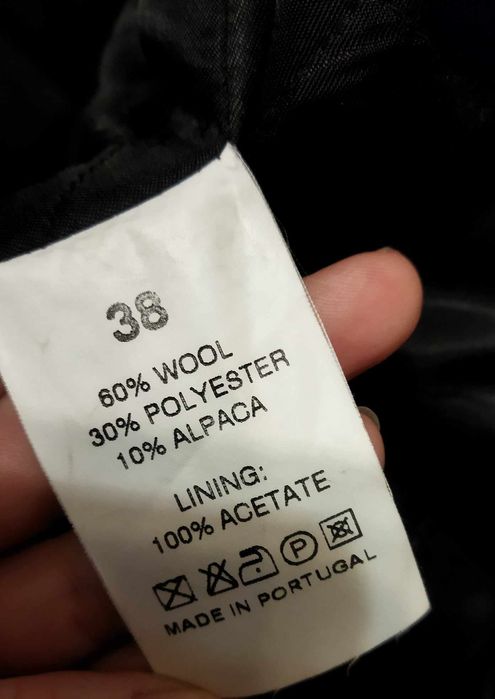 38
60% WOOL
30% POLYESTER
10% ALPACA
LINING:
100% ACETATE
P
MADE IN PORTUGAL